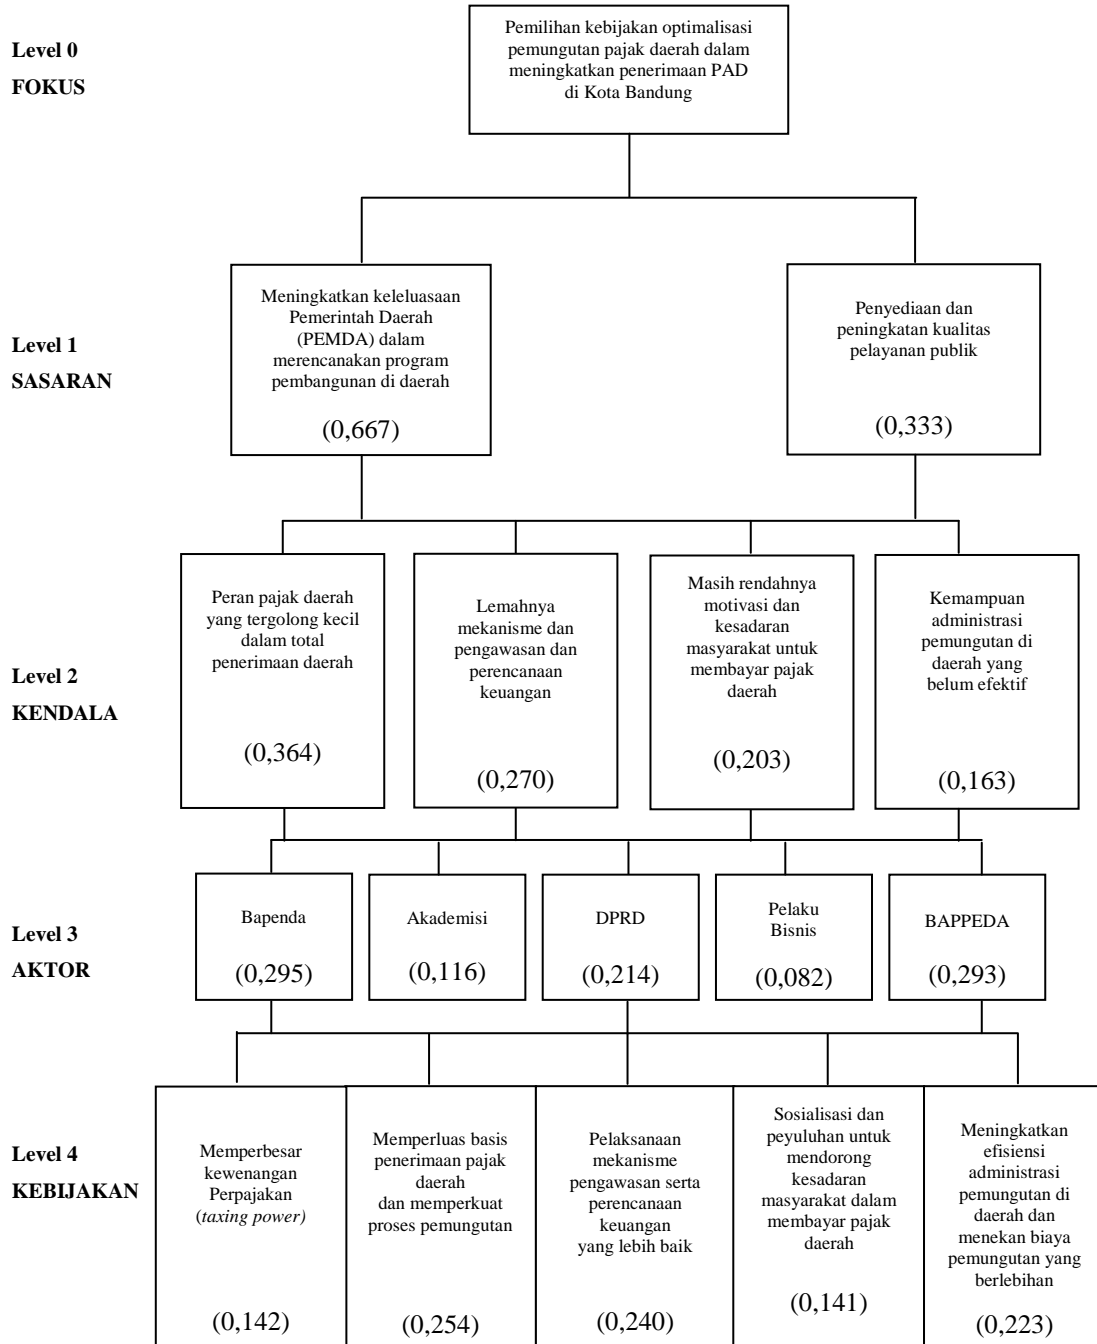 Level 0
FOKUS
Pemilihan kebijakan optimalisasi
pemungutan pajak daerah dalam
meningkatkan penerimaan PAD
di Kota Bandung
Level 1
SASARAN
Meningkatkan keleluasaan
Pemerintah Daerah
(PEMDA) dalam
merencanakan program
pembangunan di daerah
(0,667)
Penyediaan dan
peningkatan kualitas
pelayanan publik
(0,333)
Level 2
KENDALA
Peran pajak daerah
yang tergolong kecil
dalam total
penerimaan daerah
(0,364)
Lemahnya
mekanisme dan
pengawasan dan
perencanaan
keuangan
(0,270)
Masih rendahnya
motivasi dan
kesadaran
masyarakat untuk
membayar pajak
daerah
(0,203)
Kemampuan
administrasi
pemungutan di
daerah yang
belum efektif
(0,163)
Level 3
AKTOR
Bapenda
(0,295)
Akademisi
(0,116)
DPRD
(0,214)
Pelaku
Bisnis
(0,082)
BAPPEDA
(0,293)
Level 4
KEBIJAKAN
Memperbesar
kewenangan
Perpajakan
(taxing power)
(0,142)
Memperluas basis
penerimaan pajak
daerah
dan memperkuat
proses pemungutan
(0,254)
Pelaksanaan
mekanisme
pengawasan serta
perencanaan
keuangan
yang lebih baik
(0,240)
Sosialisasi dan
peyuluhan untuk
mendorong
kesadaran
masyarakat dalam
membayar pajak
daerah
(0,141)
Meningkatkan
efisiensi
administrasi
pemungutan di
daerah dan
menekan biaya
pemungutan yang
berlebihan
(0,223)